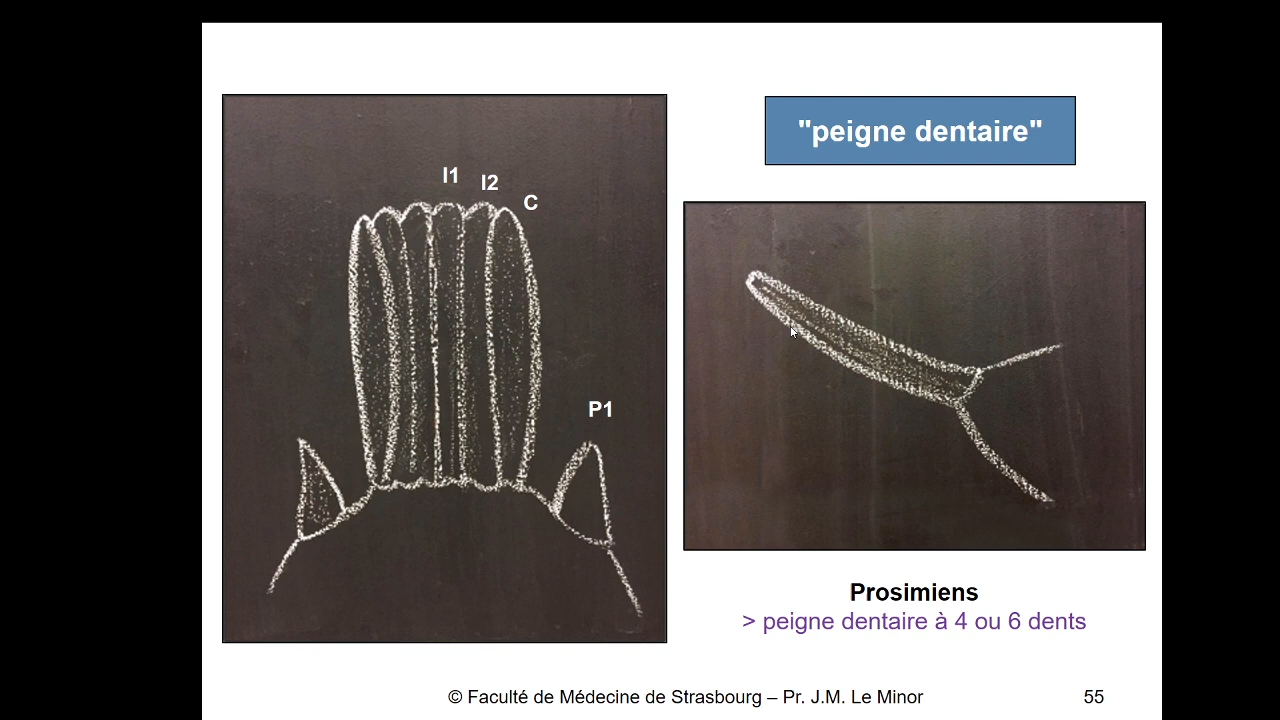 "peigne dentaire"
I1
I2
C
P1
Prosimiens
> peigne dentaire à 4 ou 6 dents
© Faculté de Médecine de Strasbourg – Pr. J.M. Le Minor
55